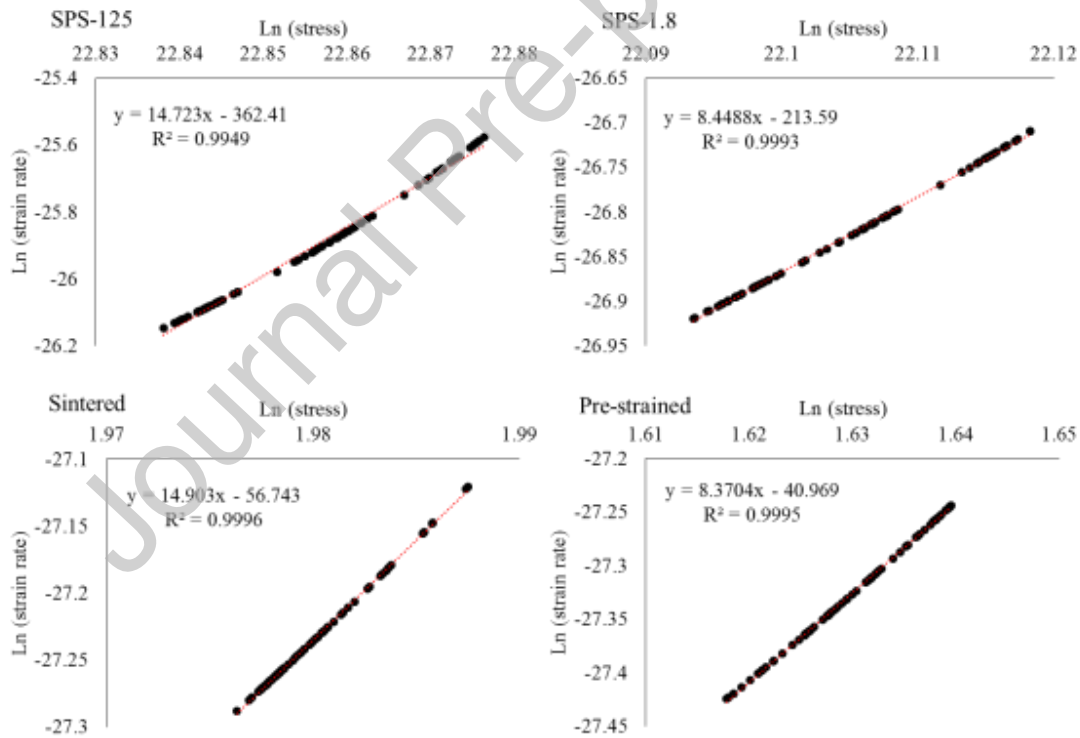 SPS-125
Ln (stress)
22.83 22.84 22.85 22.86 22.87 22.88
-25.4
-25.6
-25.8
-26
-26.2
Ln (strain rate)
y = 14.723x - 362.41
R² = 0.9949
SPS-1.8
Ln (stress)
22.09 22.1 22.11 22.12
-26.65
-26.7
-26.75
-26.8
-26.85
-26.9
-26.95
Ln (strain rate)
y = 8.4488x - 213.59
R² = 0.9993
Sintered
Ln (stress)
1.97 1.98 1.99
-27.1
-27.15
-27.2
-27.25
-27.3
Ln (strain rate)
y = 14.903x - 56.743
R² = 0.9996
Pre-strained
Ln (stress)
1.61 1.62 1.63 1.64 1.65
-27.2
-27.25
-27.3
-27.35
-27.4
-27.45
Ln (strain rate)
y = 8.3704x - 40.969
R² = 0.9995
Journal Pre-p